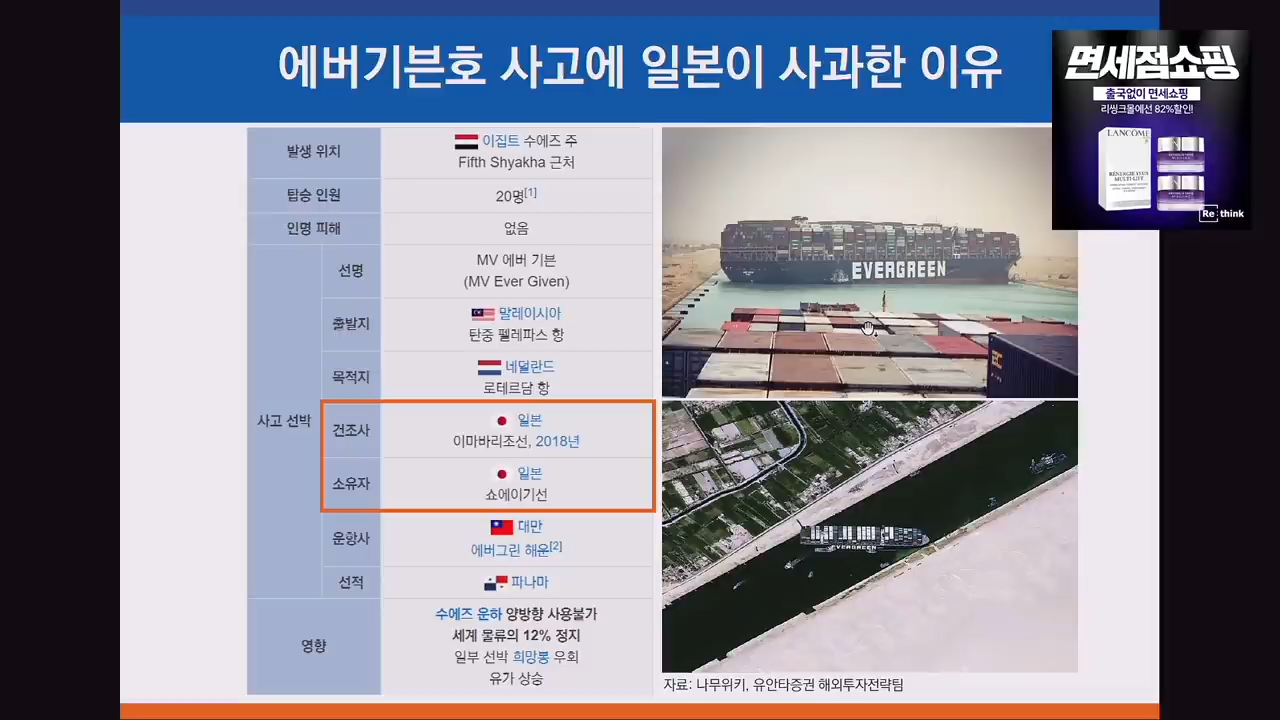 에버기븐호 사고에 일본이 사과한 이유
면세점쇼핑
출국없이 면세쇼핑
리씽크몰에선 82%할인!
LANCÔME
RÉNERGIE YEUX
MULTI-LIFT
Re:think
발생 위치
이집트 수에즈 주
Fifth Shyakha 근처
탑승 인원
20명[1]
인명 피해
없음
사고 선박
선명
MV 에버 기븐
(MV Ever Given)
출발지
말레이시아
탄중 펠레파스 항
목적지
네덜란드
로테르담 항
건조사
일본
이마바리조선, 2018년
소유자
일본
쇼에이기선
운항사
대만
에버그린 해운[2]
선적
파나마
영향
수에즈 운하 양방향 사용불가
세계 물류의 12% 정지
일부 선박 희망봉 우회
유가 상승
EVERGREEN
EVERGREEN
자료: 나무위키, 유안타증권 해외투자전략팀